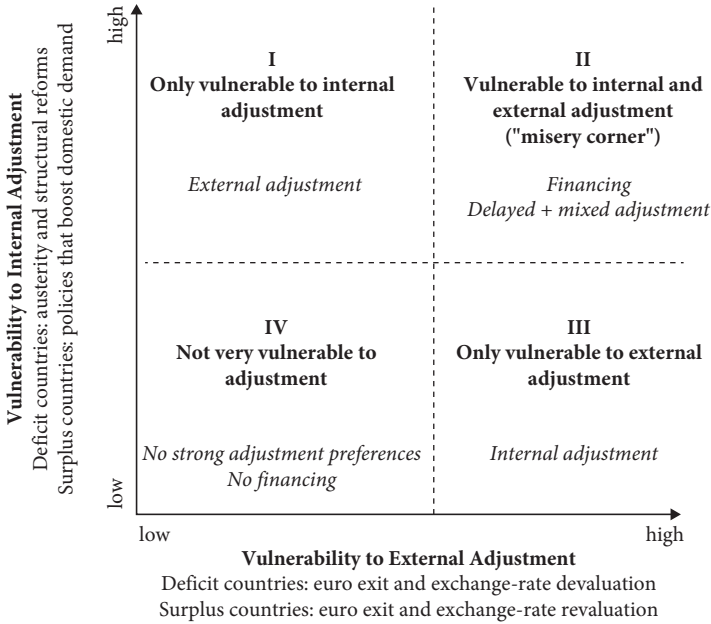 Vulnerability to Internal Adjustment
Deficit countries: austerity and structural reforms
Surplus countries: policies that boost domestic demand
high
low
I
Only vulnerable to internal
adjustment
External adjustment
II
Vulnerable to internal and
external adjustment
("misery corner")
Financing
Delayed + mixed adjustment
IV
Not very vulnerable to
adjustment
No strong adjustment preferences
No financing
III
Only vulnerable to external
adjustment
Internal adjustment
low
high
Vulnerability to External Adjustment
Deficit countries: euro exit and exchange-rate devaluation
Surplus countries: euro exit and exchange-rate revaluation